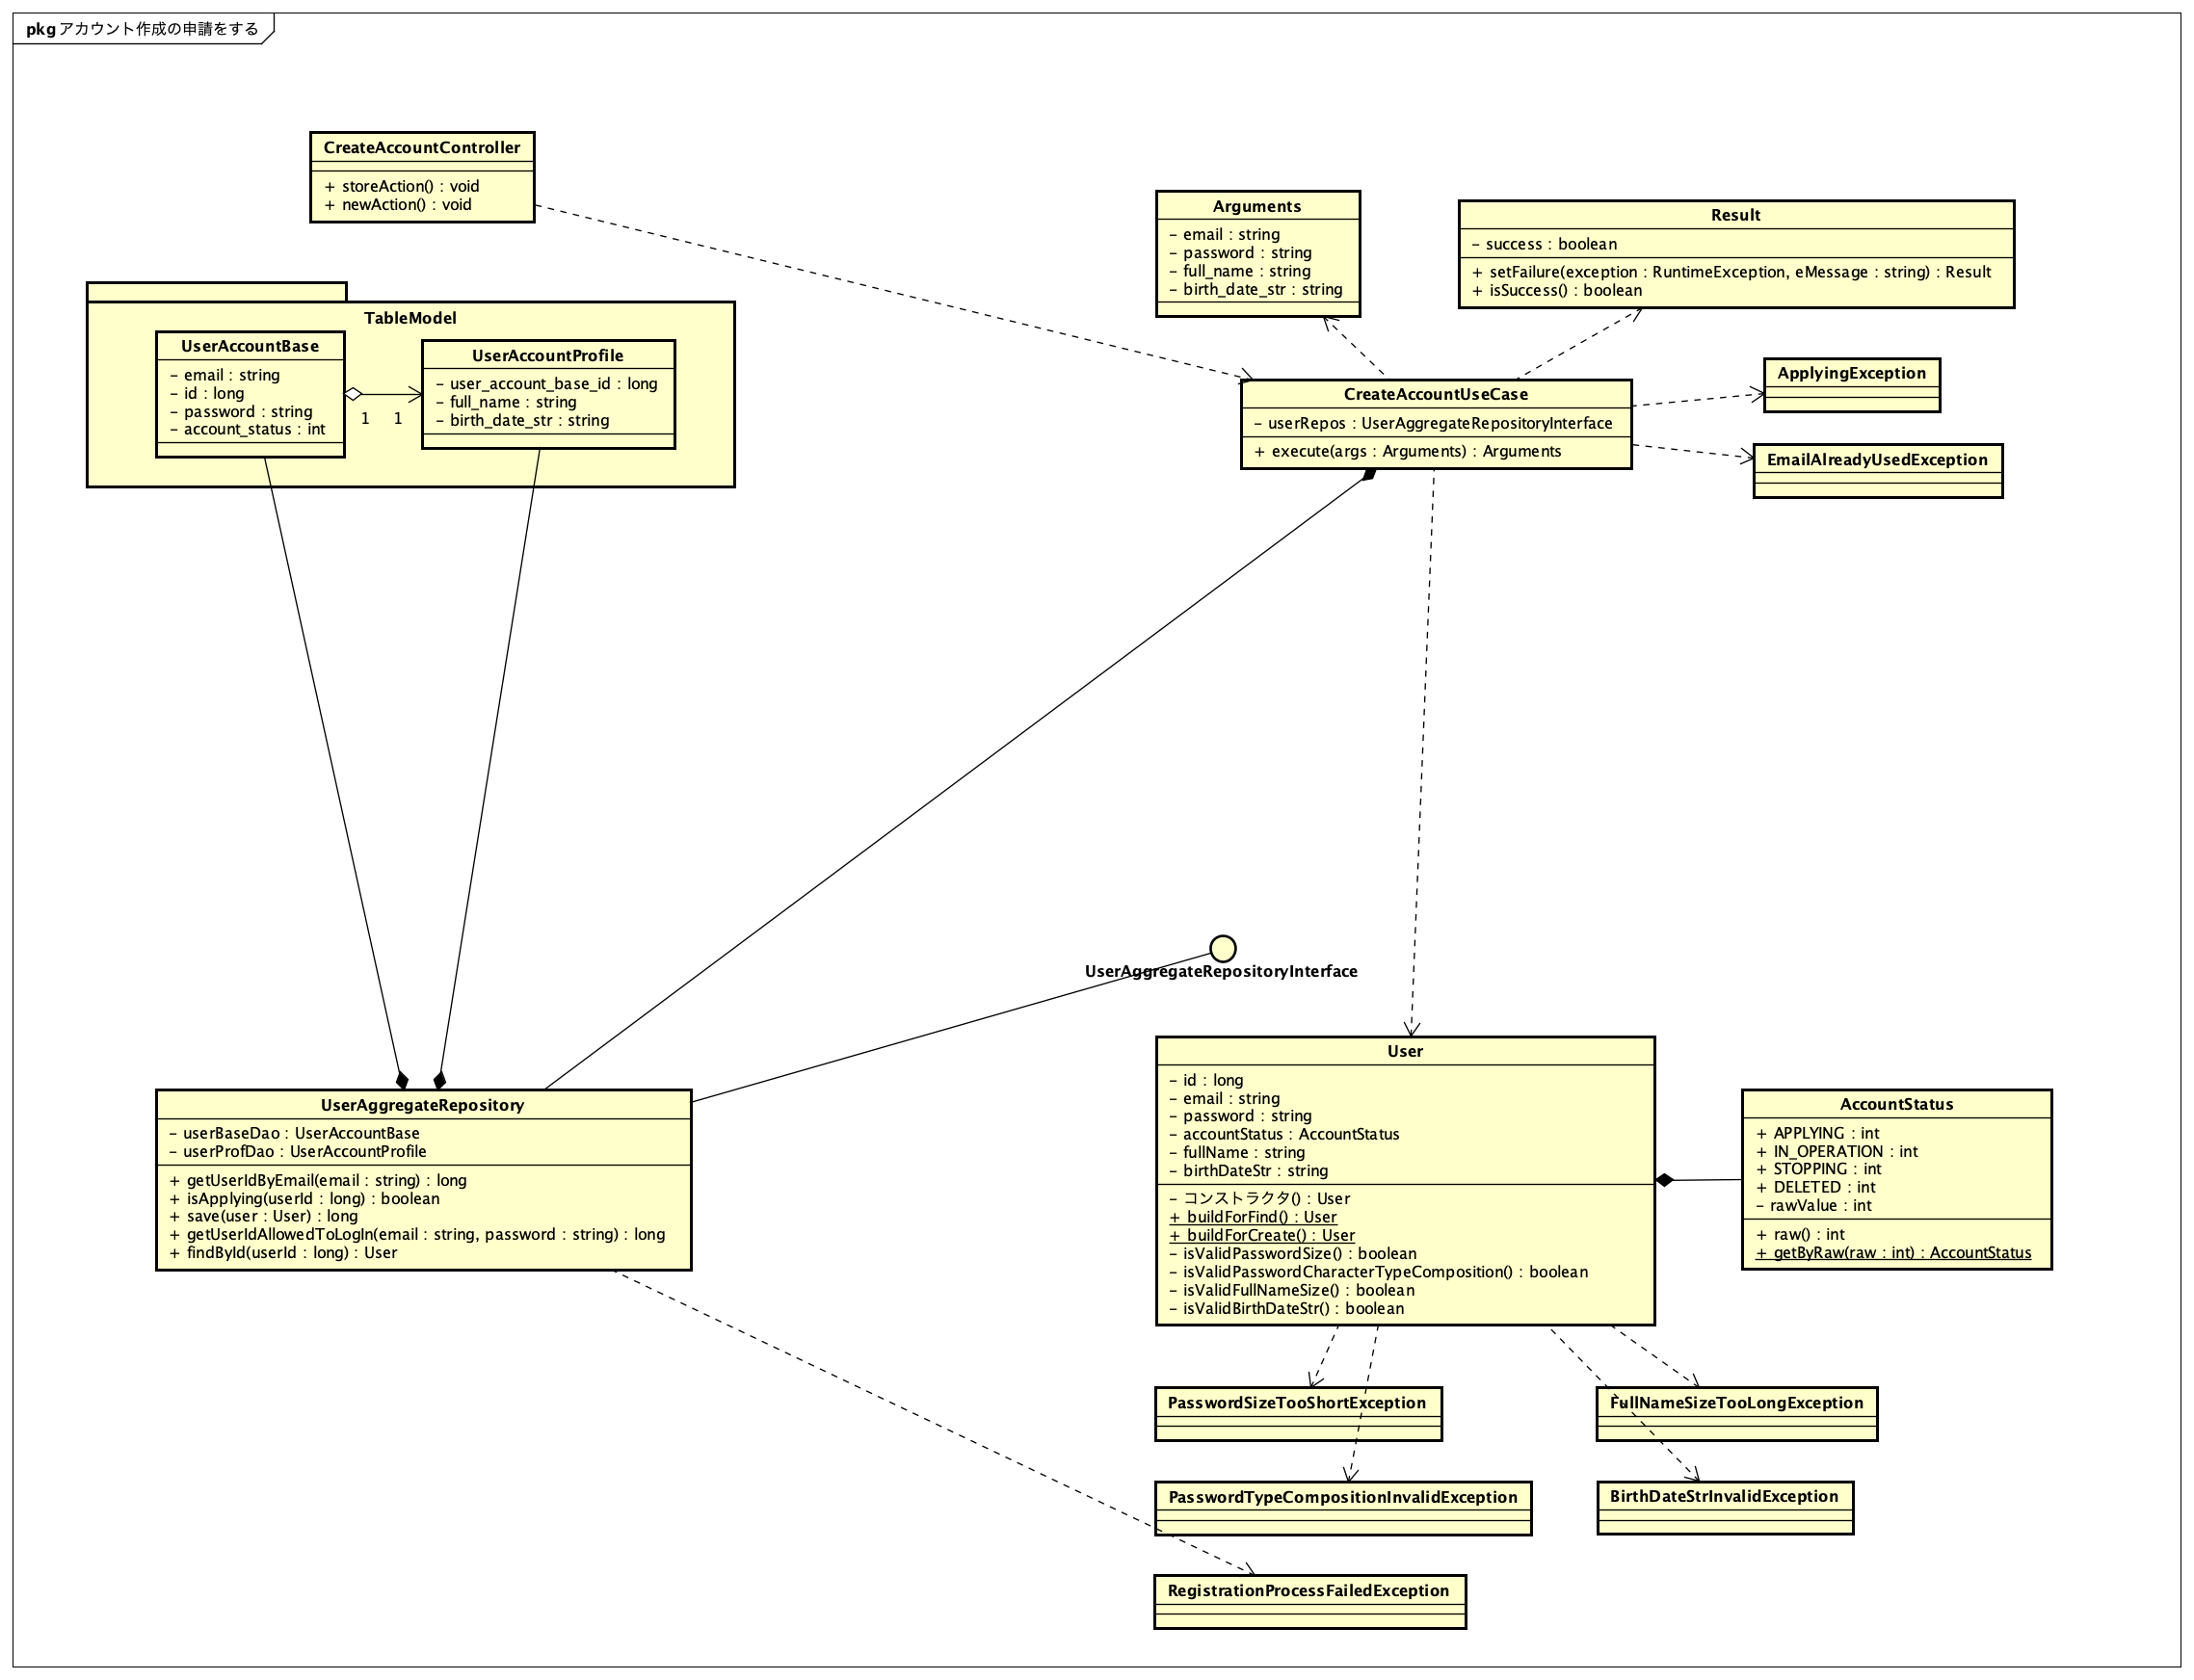 pkg アカウント作成の申請をする
CreateAccountController
+ storeAction() : void
+ newAction() : void
Arguments
- email : string
- password : string
- full_name : string
- birth_date_str : string
Result
- success : boolean
+ setFailure(exception : RuntimeException, eMessage : string) : Result
+ isSuccess() : boolean
TableModel
UserAccountBase
- email : string
- id : long
- password : string
- account_status : int
1 1
UserAccountProfile
- user_account_base_id : long
- full_name : string
- birth_date_str : string
CreateAccountUseCase
- userRepos : UserAggregateRepositoryInterface
+ execute(args : Arguments) : Arguments
ApplyingException
EmailAlreadyUsedException
UserAggregateRepositoryInterface
UserAggregateRepository
- userBaseDao : UserAccountBase
- userProfDao : UserAccountProfile
+ getUserIdByEmail(email : string) : long
+ isApplying(userId : long) : boolean
+ save(user : User) : long
+ getUserIdAllowedToLogIn(email : string, password : string) : long
+ findById(userId : long) : User
User
- id : long
- email : string
- password : string
- accountStatus : AccountStatus
- fullName : string
- birthDateStr : string
- コンストラクタ() : User
+ buildForFind() : User
+ buildForCreate() : User
- isValidPasswordSize() : boolean
- isValidPasswordCharacterTypeComposition() : boolean
- isValidFullNameSize() : boolean
- isValidBirthDateStr() : boolean
AccountStatus
+ APPLYING : int
+ IN_OPERATION : int
+ STOPPING : int
+ DELETED : int
- rawValue : int
+ raw() : int
+ getByRaw(raw : int) : AccountStatus
PasswordSizeTooShortException
FullNameSizeTooLongException
PasswordTypeCompositionInvalidException
BirthDateStrInvalidException
RegistrationProcessFailedException